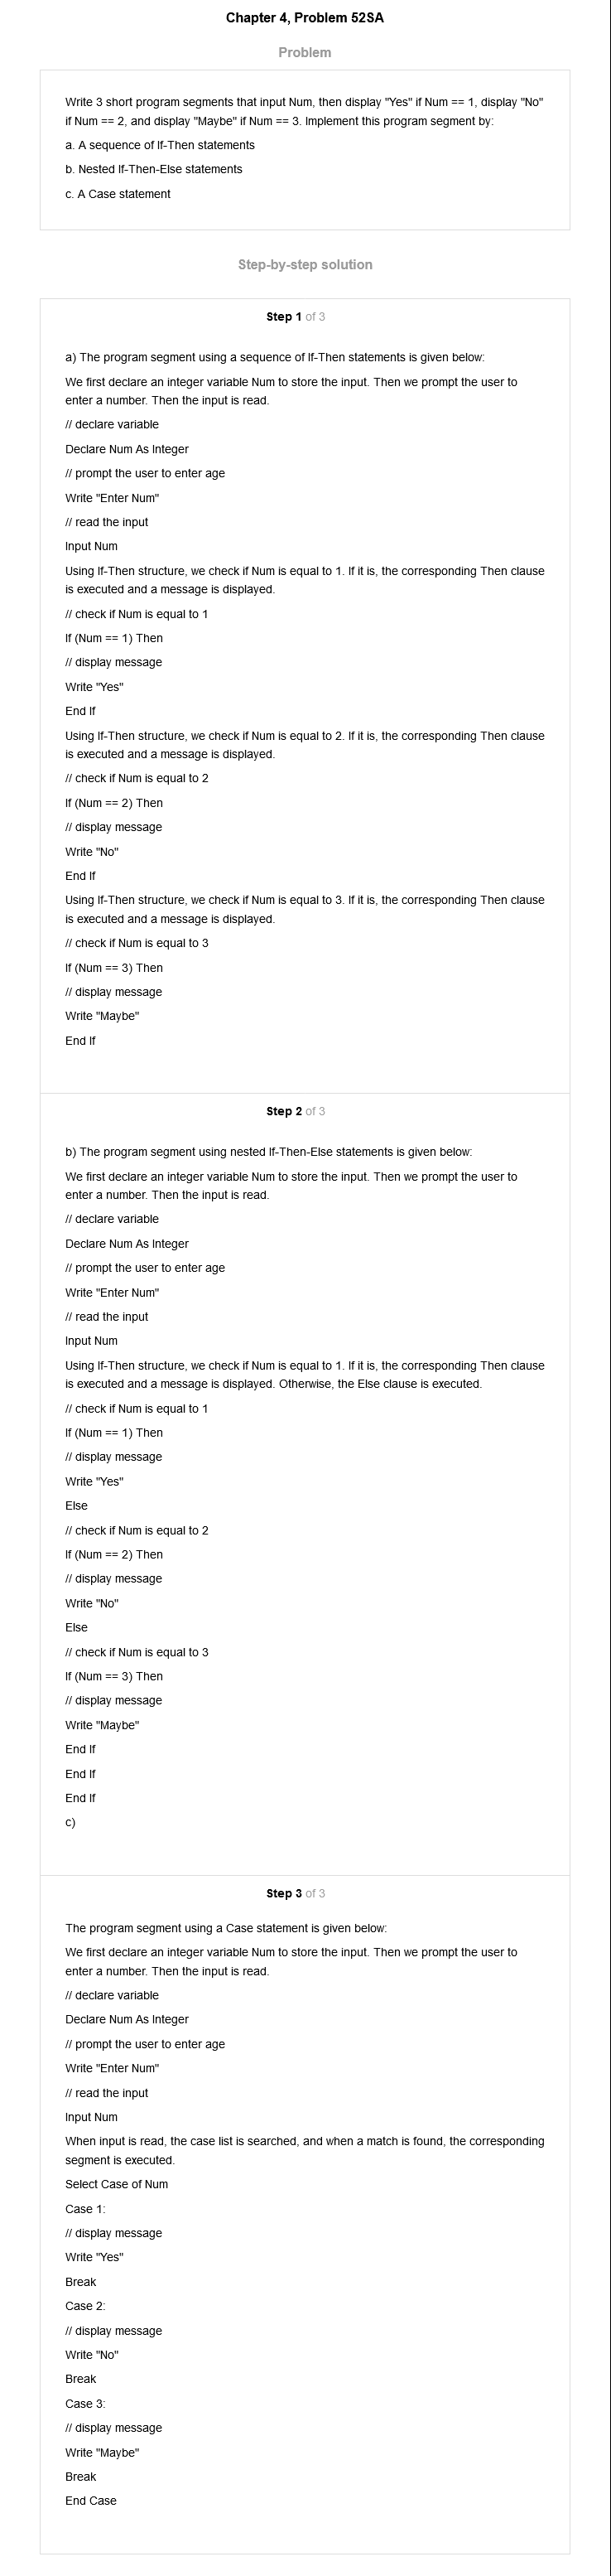 Chapter 4, Problem 52SA
Problem
Write 3 short program segments that input Num, then display "Yes" if Num == 1, display "No"
if Num == 2, and display "Maybe" if Num == 3. Implement this program segment by:
a. A sequence of If-Then statements
b. Nested If-Then-Else statements
c. A Case statement
Step-by-step solution
Step 1 of 3
a) The program segment using a sequence of If-Then statements is given below:
We first declare an integer variable Num to store the input. Then we prompt the user to
enter a number. Then the input is read.
// declare variable
Declare Num As Integer
// prompt the user to enter age
Write "Enter Num"
// read the input
Input Num
Using If-Then structure, we check if Num is equal to 1. If it is, the corresponding Then clause
is executed and a message is displayed.
// check if Num is equal to 1
If (Num == 1) Then
// display message
Write "Yes"
End If
Using If-Then structure, we check if Num is equal to 2. If it is, the corresponding Then clause
is executed and a message is displayed.
// check if Num is equal to 2
If (Num == 2) Then
// display message
Write "No"
End If
Using If-Then structure, we check if Num is equal to 3. If it is, the corresponding Then clause
is executed and a message is displayed.
// check if Num is equal to 3
If (Num == 3) Then
// display message
Write "Maybe"
End If
Step 2 of 3
b) The program segment using nested If-Then-Else statements is given below:
We first declare an integer variable Num to store the input. Then we prompt the user to
enter a number. Then the input is read.
// declare variable
Declare Num As Integer
// prompt the user to enter age
Write "Enter Num"
// read the input
Input Num
Using If-Then structure, we check if Num is equal to 1. If it is, the corresponding Then clause
is executed and a message is displayed. Otherwise, the Else clause is executed.
// check if Num is equal to 1
If (Num == 1) Then
// display message
Write "Yes"
Else
// check if Num is equal to 2
If (Num == 2) Then
// display message
Write "No"
Else
// check if Num is equal to 3
If (Num == 3) Then
// display message
Write "Maybe"
End If
End If
End If
c)
Step 3 of 3
The program segment using a Case statement is given below:
We first declare an integer variable Num to store the input. Then we prompt the user to
enter a number. Then the input is read.
// declare variable
Declare Num As Integer
// prompt the user to enter age
Write "Enter Num"
// read the input
Input Num
When input is read, the case list is searched, and when a match is found, the corresponding
segment is executed.
Select Case of Num
Case 1:
// display message
Write "Yes"
Break
Case 2:
// display message
Write "No"
Break
Case 3:
// display message
Write "Maybe"
Break
End Case